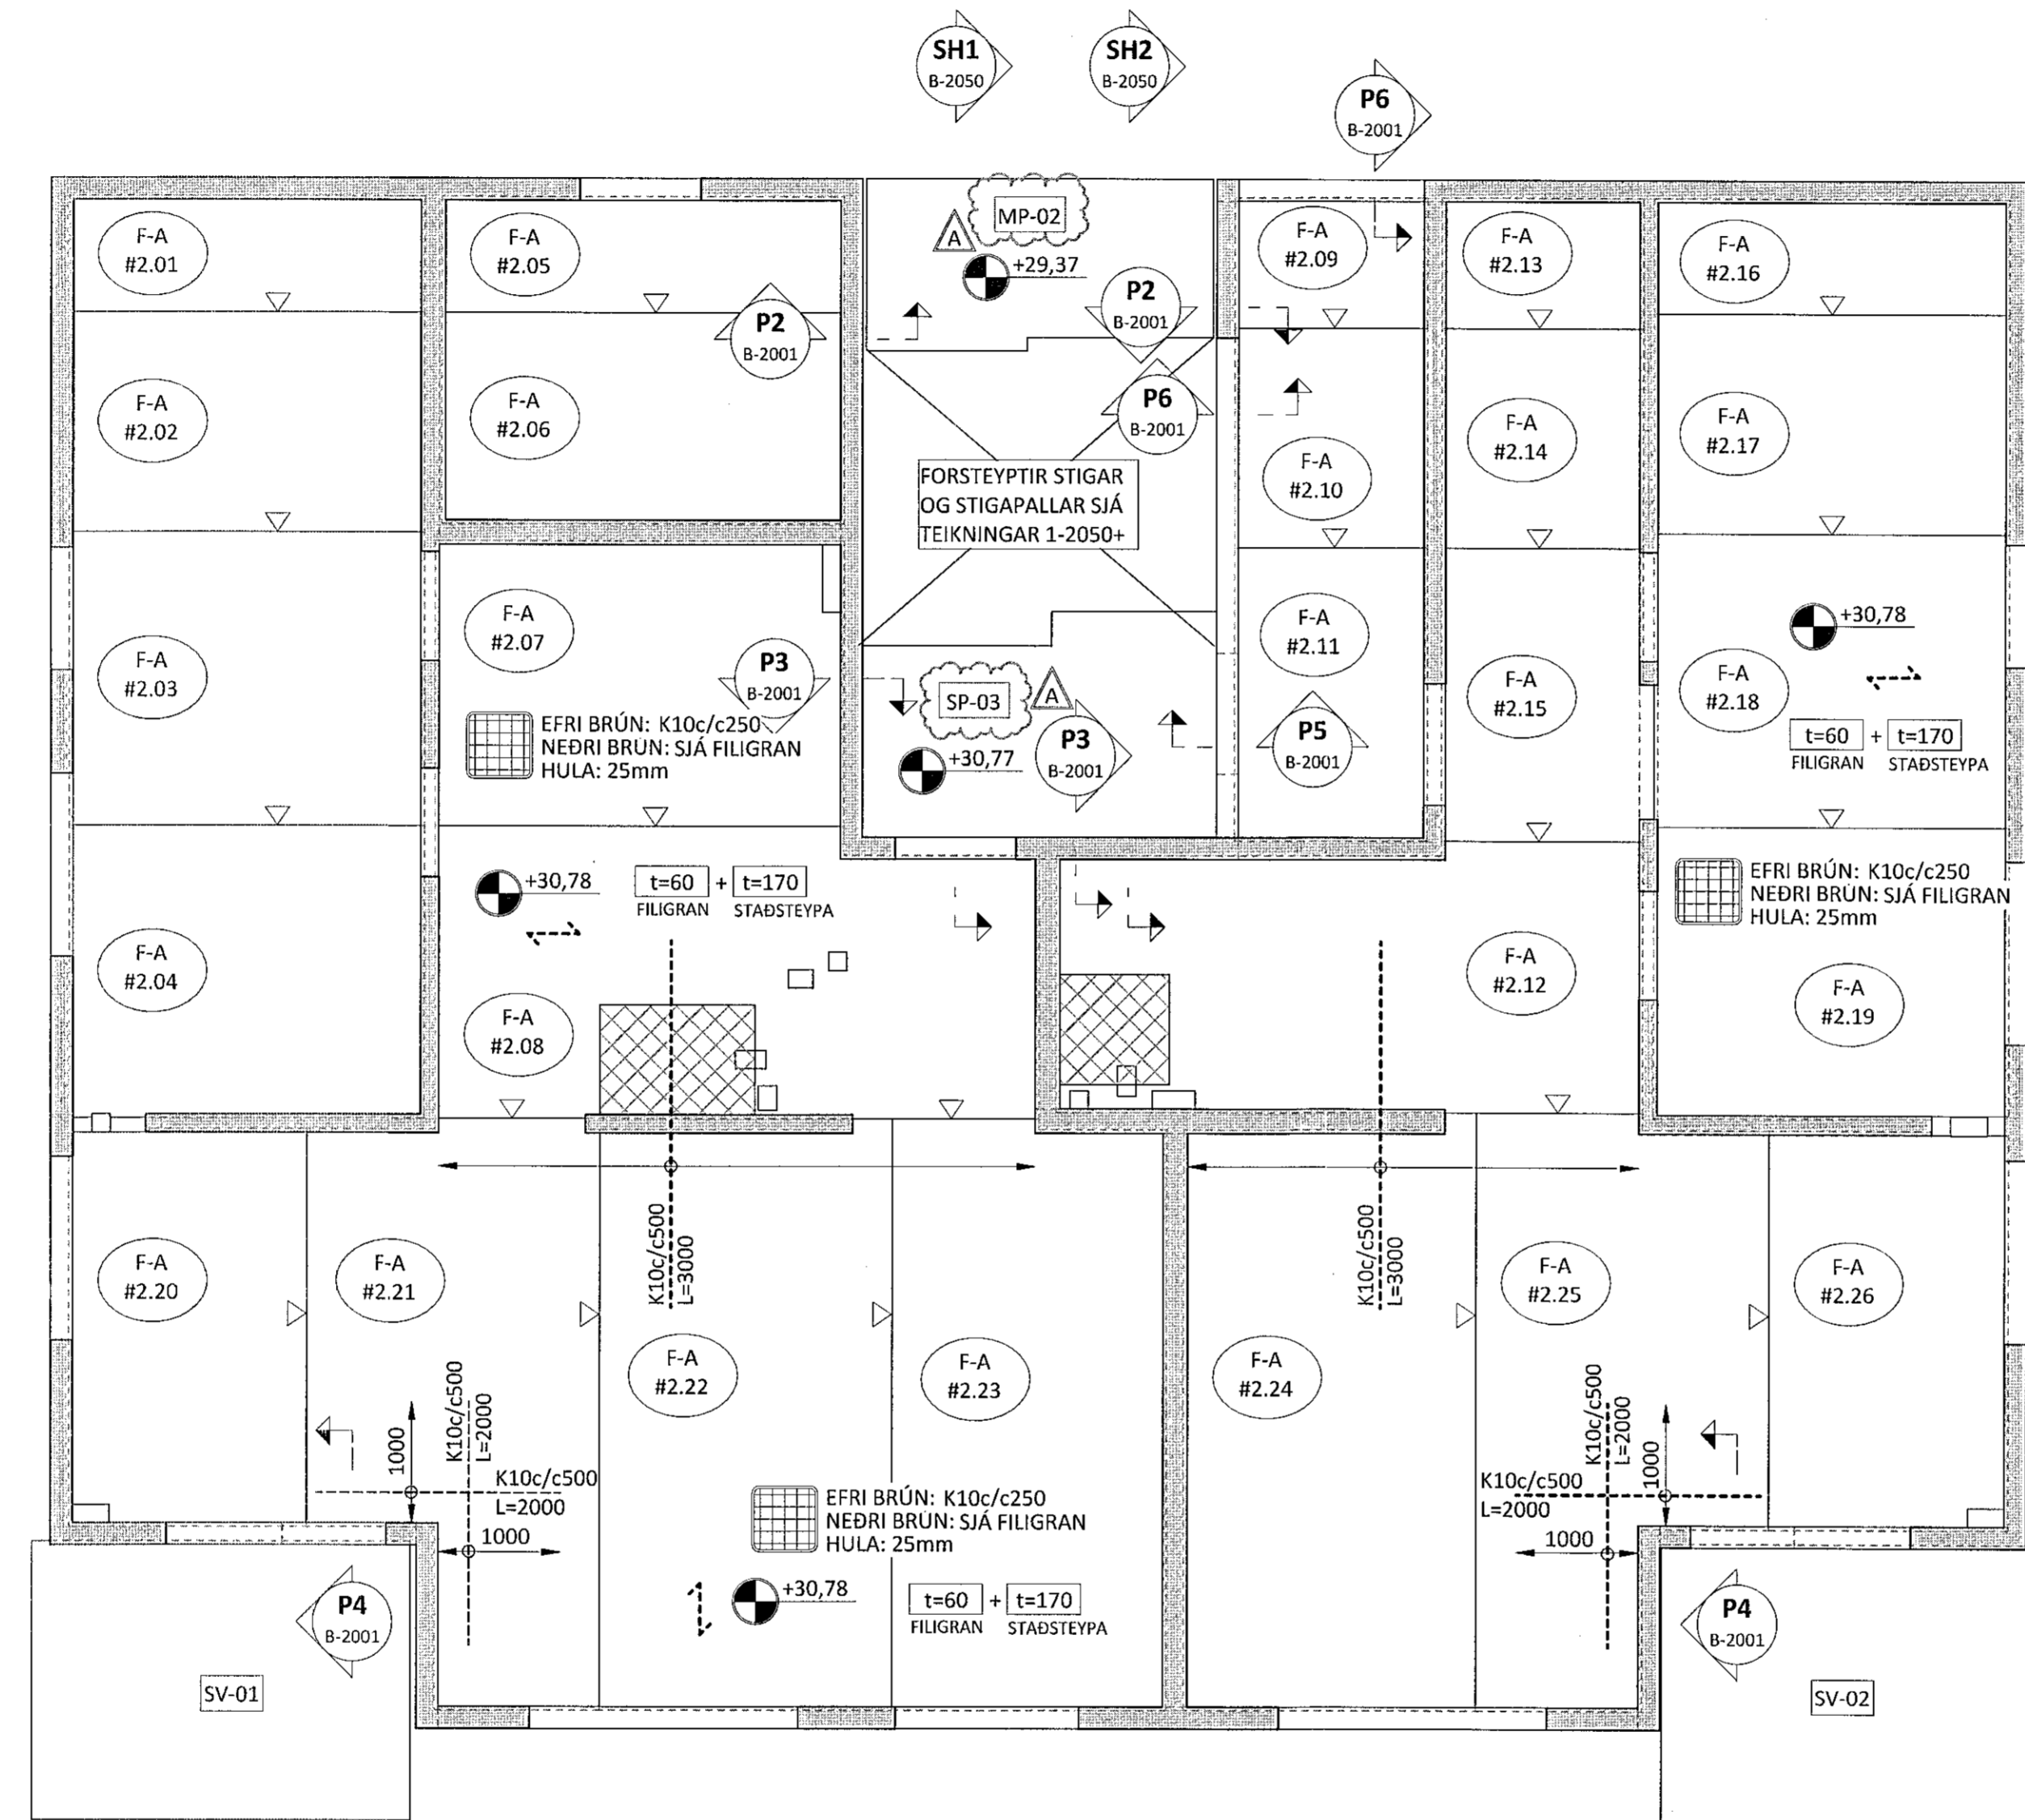 SH1
B-2050
SH2
B-2050
P6
B-2001
F-A
#2.01
F-A
#2.05
MP-02
A
+29,37
F-A
#2.09
F-A
#2.13
F-A
#2.16
P2
B-2001
P2
B-2001
F-A
#2.02
F-A
#2.06
P6
B-2001
F-A
#2.14
F-A
#2.17
FORSTEYPTIR STIGAR
OG STIGAPALLAR SJÁ
TEIKNINGAR 1-2050+
F-A
#2.10
F-A
#2.03
F-A
#2.07
F-A
#2.11
F-A
#2.15
F-A
#2.18
+30,78
P3
B-2001
SP-03
A
EFRI BRÚN: K10c/c250
NEÐRI BRÚN: SJÁ FILIGRAN
HULA: 25mm
+30,77
P3
B-2001
P5
B-2001
t=60 + t=170
FILIGRAN STAÐSTEYPA
+30,78
t=60 + t=170
FILIGRAN STAÐSTEYPA
EFRI BRÚN: K10c/c250
NEÐRI BRÚN: SJÁ FILIGRAN
HULA: 25mm
F-A
#2.04
F-A
#2.08
F-A
#2.12
F-A
#2.19
K10c/c500
L=3000
K10c/c500
L=3000
F-A
#2.20
F-A
#2.21
F-A
#2.22
F-A
#2.23
F-A
#2.24
F-A
#2.25
F-A
#2.26
K10c/c500
L=2000
1000
K10c/c500
L=2000
1000
K10c/c500
L=2000
1000
K10c/c500
L=2000
1000
EFRI BRÚN: K10c/c250
NEÐRI BRÚN: SJÁ FILIGRAN
HULA: 25mm
+30,78
t=60 + t=170
FILIGRAN STAÐSTEYPA
P4
B-2001
P4
B-2001
SV-01
SV-02